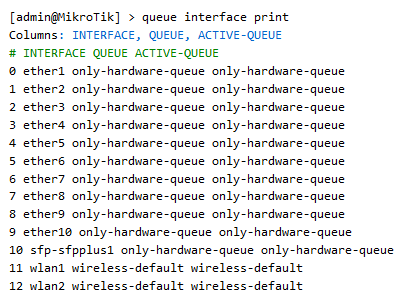 [admin@MikroTik] > queue interface print
Columns: INTERFACE, QUEUE, ACTIVE-QUEUE
# INTERFACE QUEUE ACTIVE-QUEUE
0 ether1 only-hardware-queue only-hardware-queue
1 ether2 only-hardware-queue only-hardware-queue
2 ether3 only-hardware-queue only-hardware-queue
3 ether4 only-hardware-queue only-hardware-queue
4 ether5 only-hardware-queue only-hardware-queue
5 ether6 only-hardware-queue only-hardware-queue
6 ether7 only-hardware-queue only-hardware-queue
7 ether8 only-hardware-queue only-hardware-queue
8 ether9 only-hardware-queue only-hardware-queue
9 ether10 only-hardware-queue only-hardware-queue
10 sfp-sfpplus1 only-hardware-queue only-hardware-queue
11 wlan1 wireless-default wireless-default
12 wlan2 wireless-default wireless-default